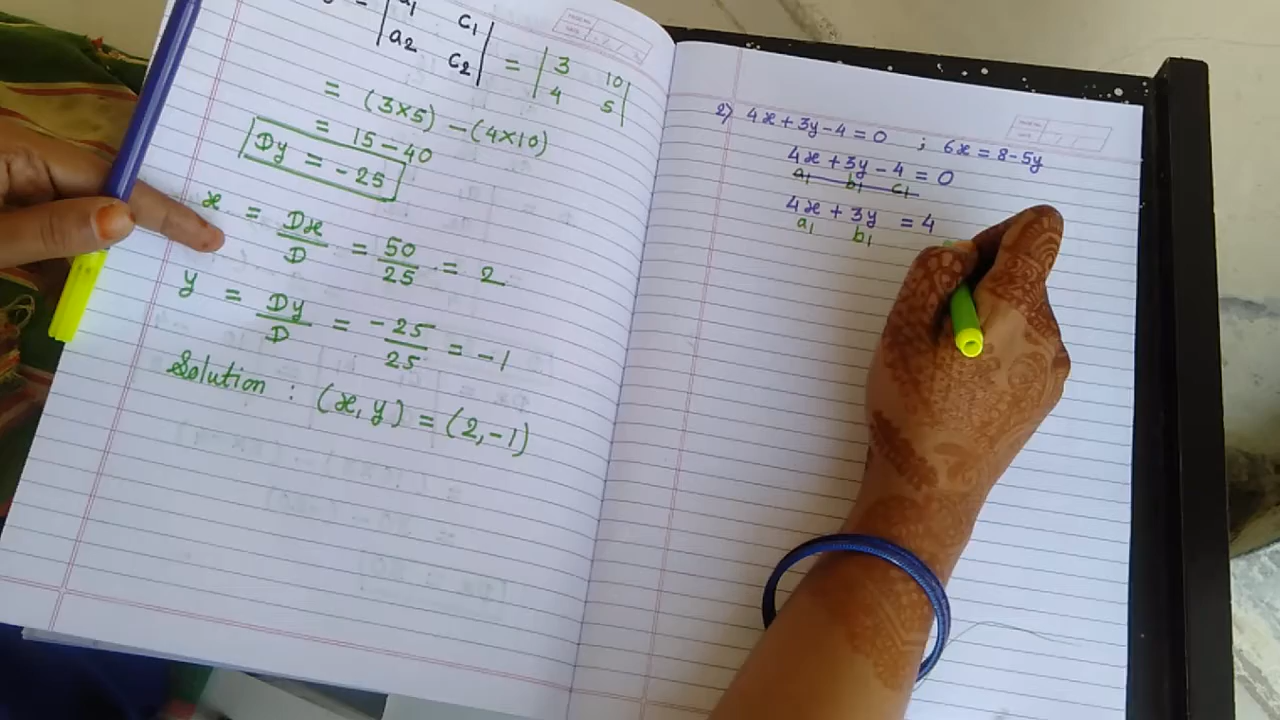 y = | a₁ c₁ | = | 3 10 |
| a₂ c₂ | | 4 5 |
= (3×5) – (4×10)
= 15 – 40
Dy = -25
x = Dx/D = 50/25 = 2
y = Dy/D = -25/25 = -1
Solution : (x, y) = (2, -1)
2) 4x + 3y - 4 = 0 ; 6x = 8 - 5y
4x + 3y - 4 = 0
a₁ b₁ c₁
4x + 3y = 4
a₁ b₁